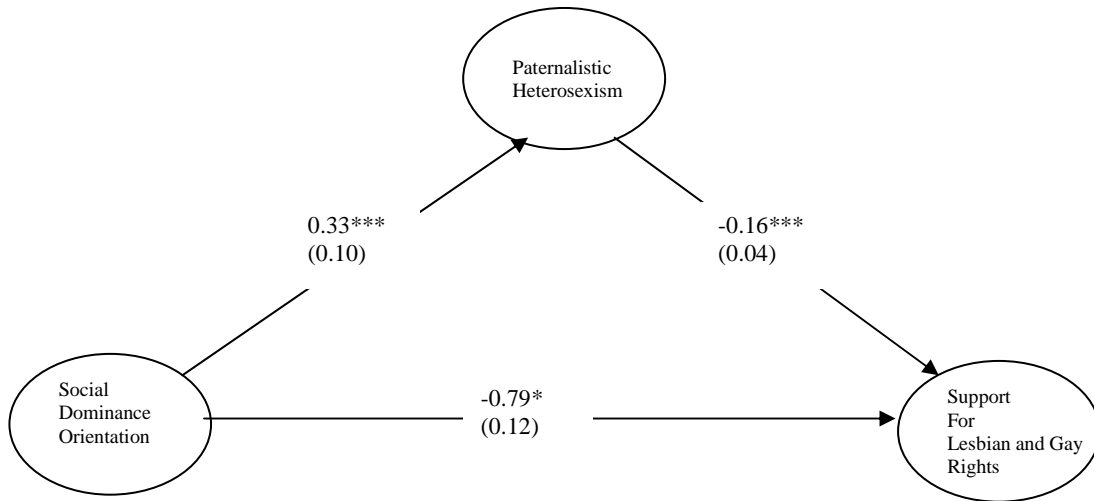 Paternalistic
Heterosexism
0.33***
(0.10)
-0.16***
(0.04)
Social
Dominance
Orientation
-0.79*
(0.12)
Support
For
Lesbian and Gay
Rights